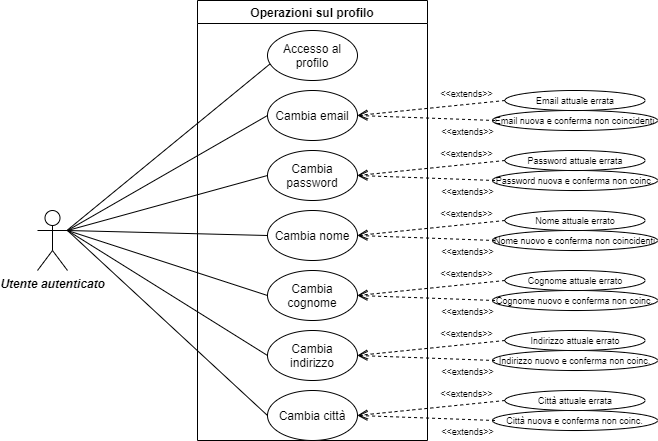 Operazioni sul profilo
Accesso al
profilo
Cambia email
<<extends>>
Email attuale errata
Email nuova e conferma non coincidenti
<<extends>>
Cambia
password
<<extends>>
Password attuale errata
Password nuova e conferma non coinc.
<<extends>>
Cambia nome
<<extends>>
Nome attuale errato
Nome nuovo e conferma non coincidenti
<<extends>>
Cambia
cognome
<<extends>>
Cognome attuale errato
Cognome nuovo e conferma non coinc.
<<extends>>
Cambia
indirizzo
<<extends>>
Indirizzo attuale errato
Indirizzo nuovo e conferma non coinc.
<<extends>>
Cambia città
<<extends>>
Città attuale errata
Città nuova e conferma non coinc.
<<extends>>
Utente autenticato